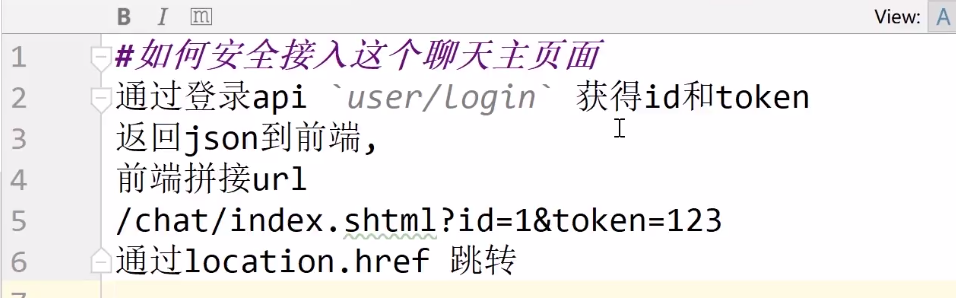 B I m View: A
1 #如何安全接入这个聊天主页面
2 通过登录api `user/login` 获得id和token
3 返回json到前端,
4 前端拼接url
5 /chat/index.shtml?id=1&token=123
6 通过location.href 跳转
7